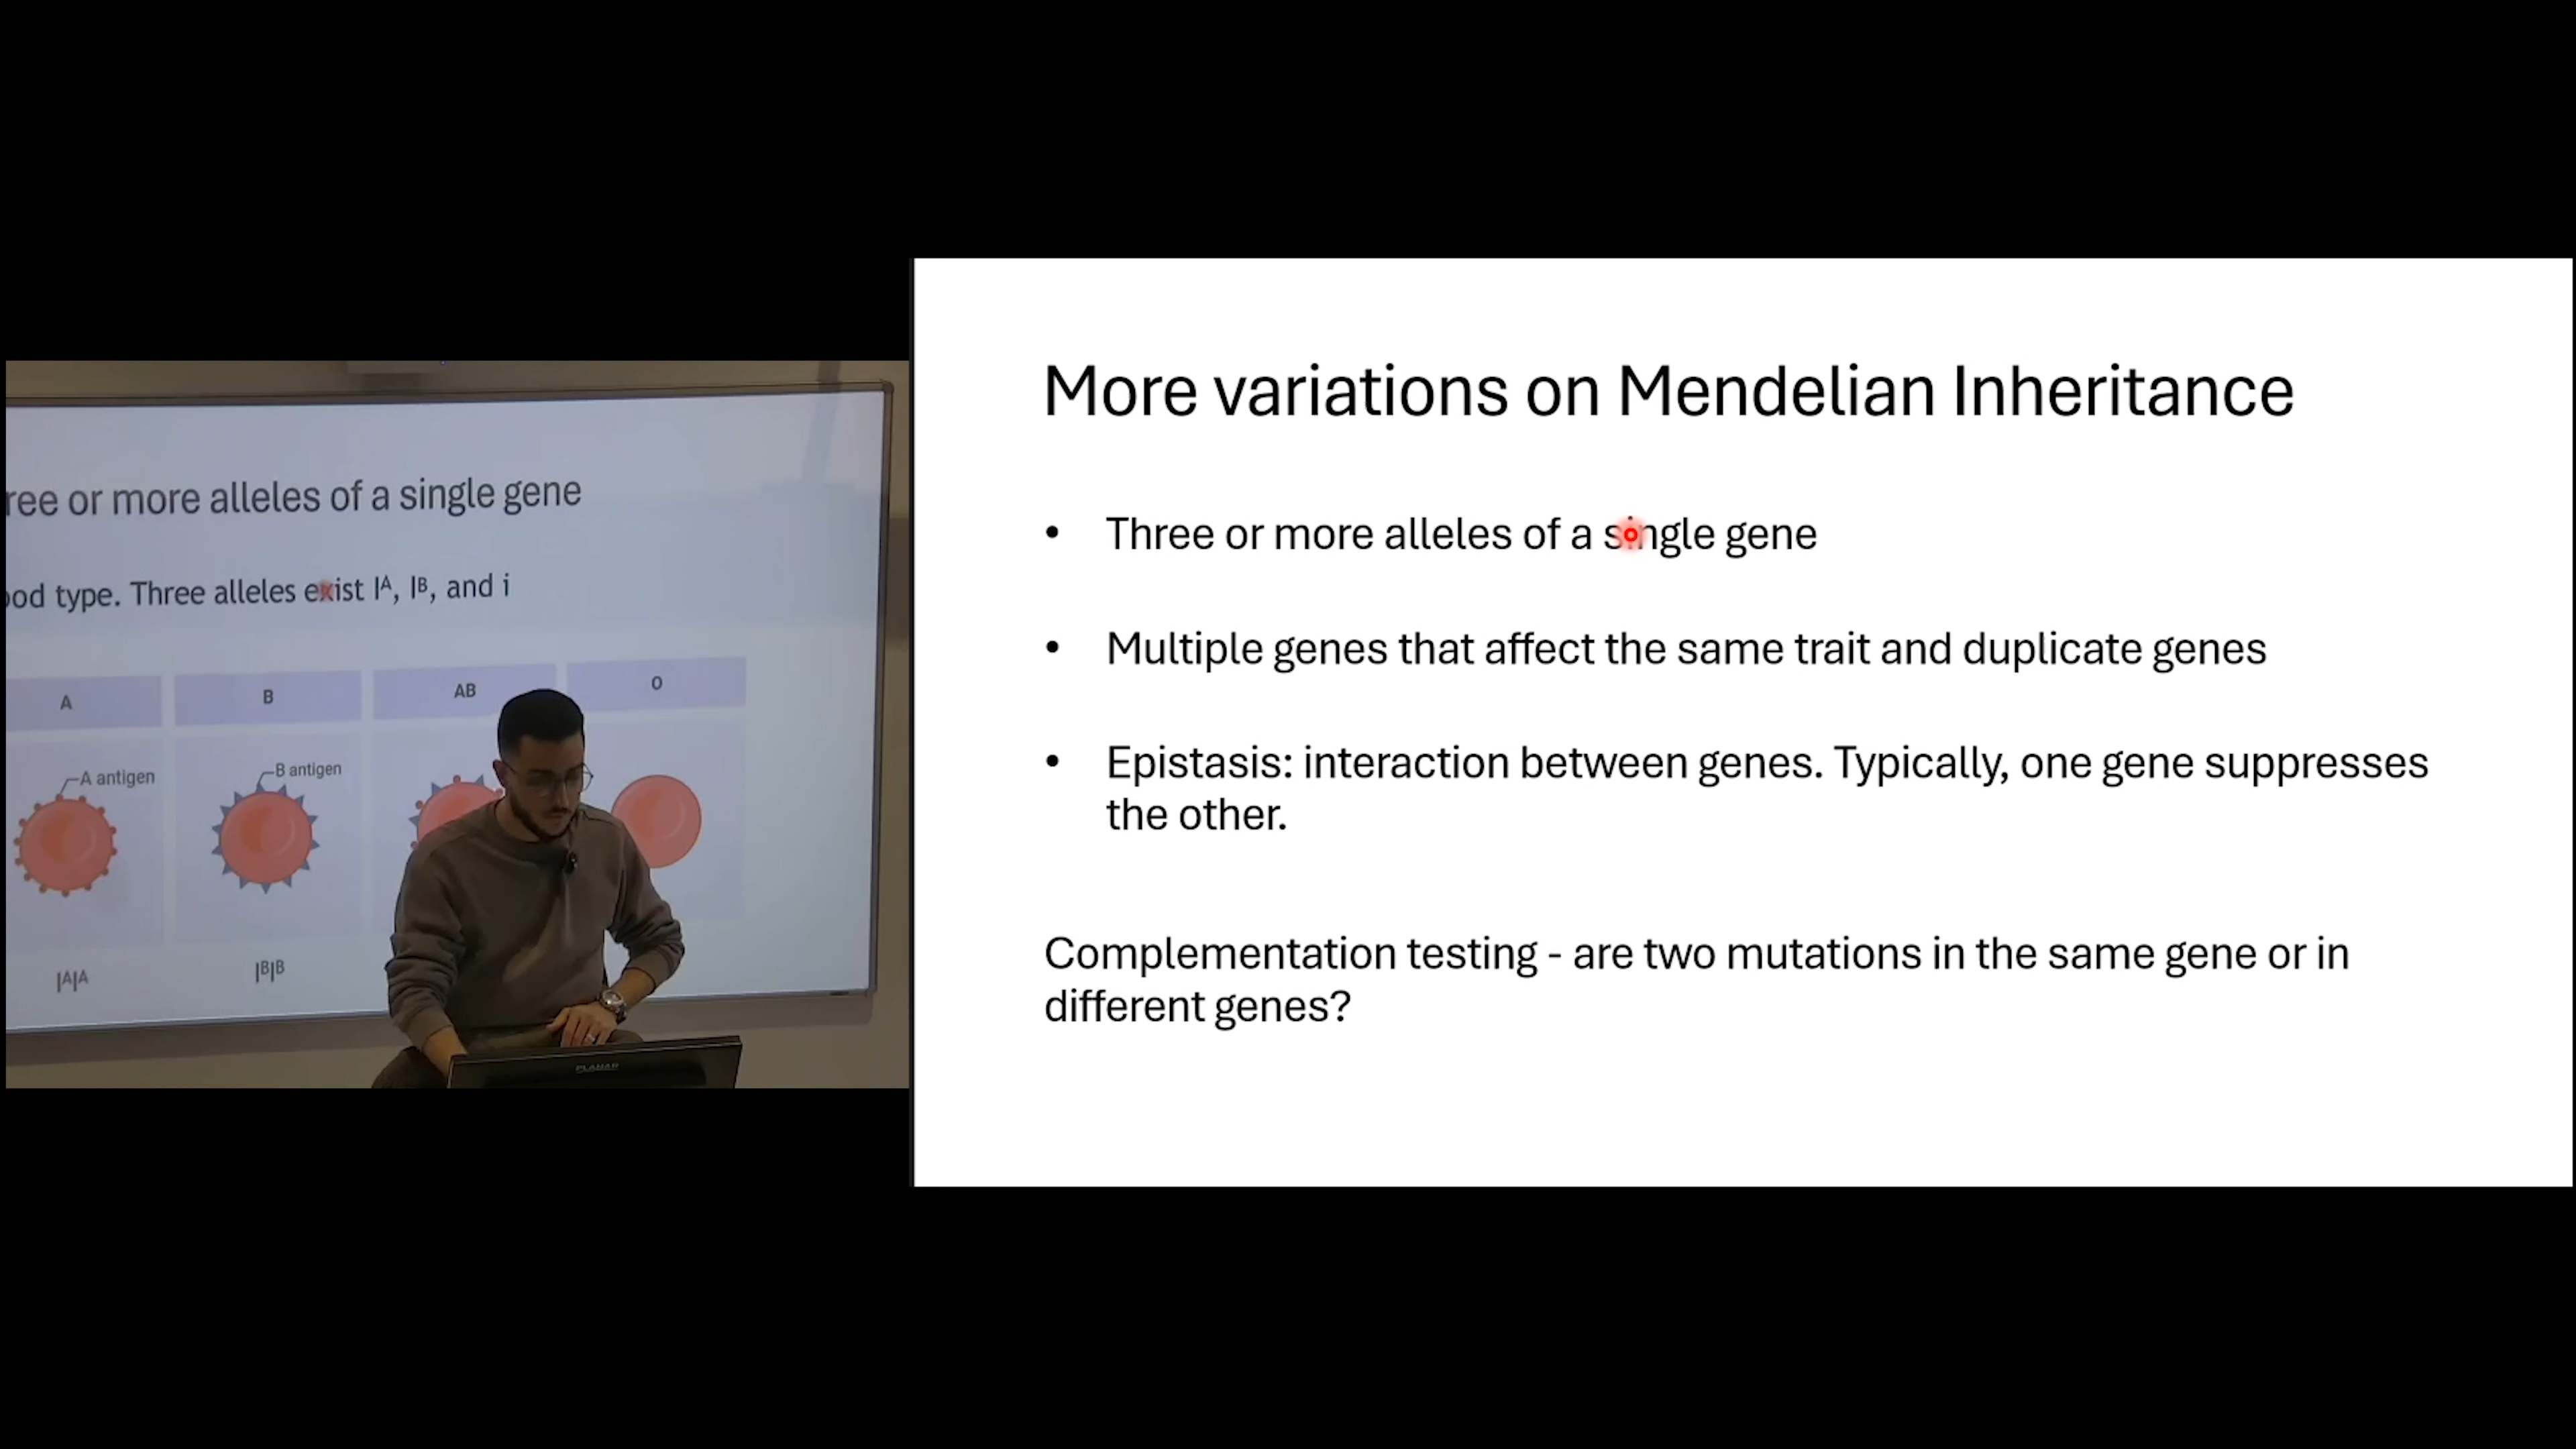 ree or more alleles of a single gene
ood type. Three alleles exist Iᴬ, Iᴮ, and i
A
B
AB
O
A antigen
B antigen
IᴬIᴬ
IᴮIᴮ
PLANAR
More variations on Mendelian Inheritance
• Three or more alleles of a single gene
• Multiple genes that affect the same trait and duplicate genes
• Epistasis: interaction between genes. Typically, one gene suppresses
the other.
Complementation testing - are two mutations in the same gene or in
different genes?